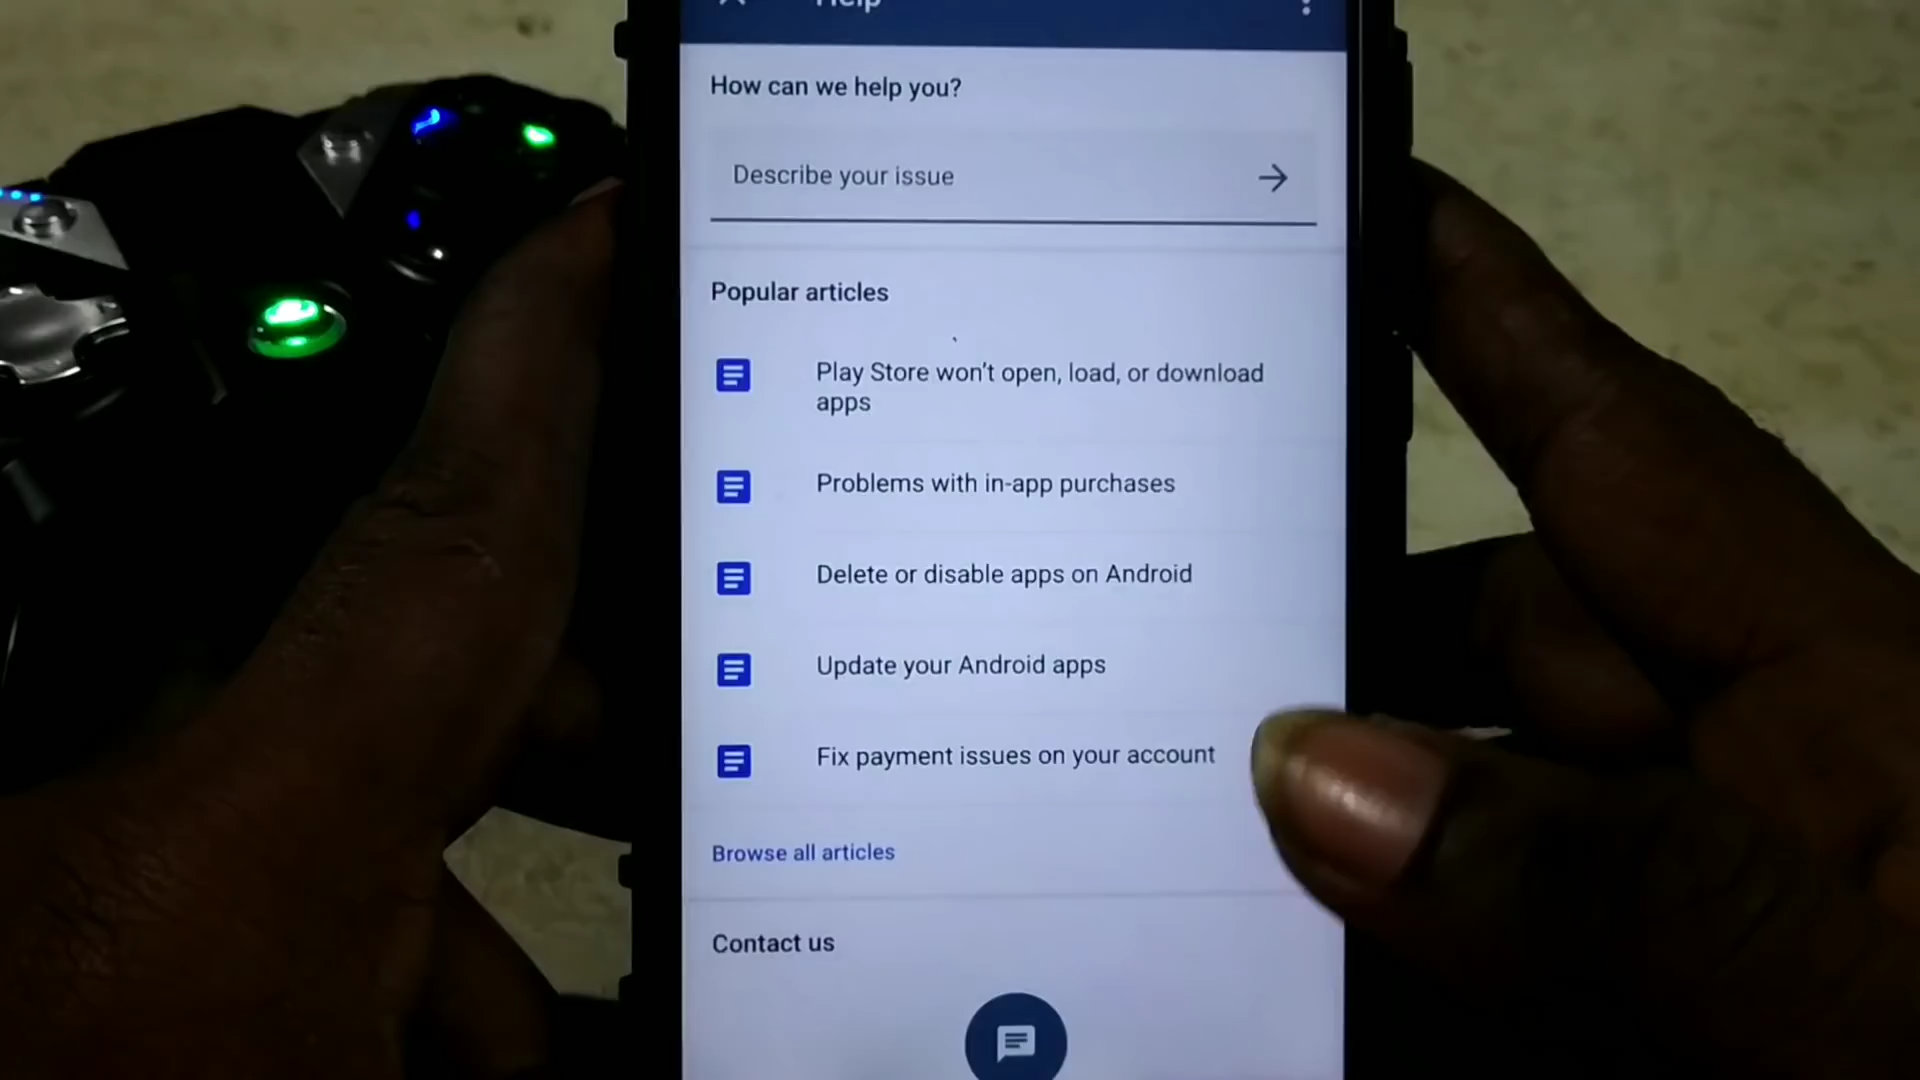 Help
How can we help you?
Describe your issue
Popular articles
Play Store won't open, load, or download
apps
Problems with in-app purchases
Delete or disable apps on Android
Update your Android apps
Fix payment issues on your account
Browse all articles
Contact us